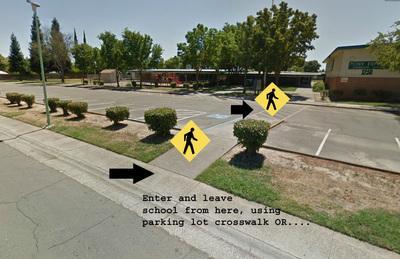 Enter and leave
school from here, using
parking lot crosswalk OR....